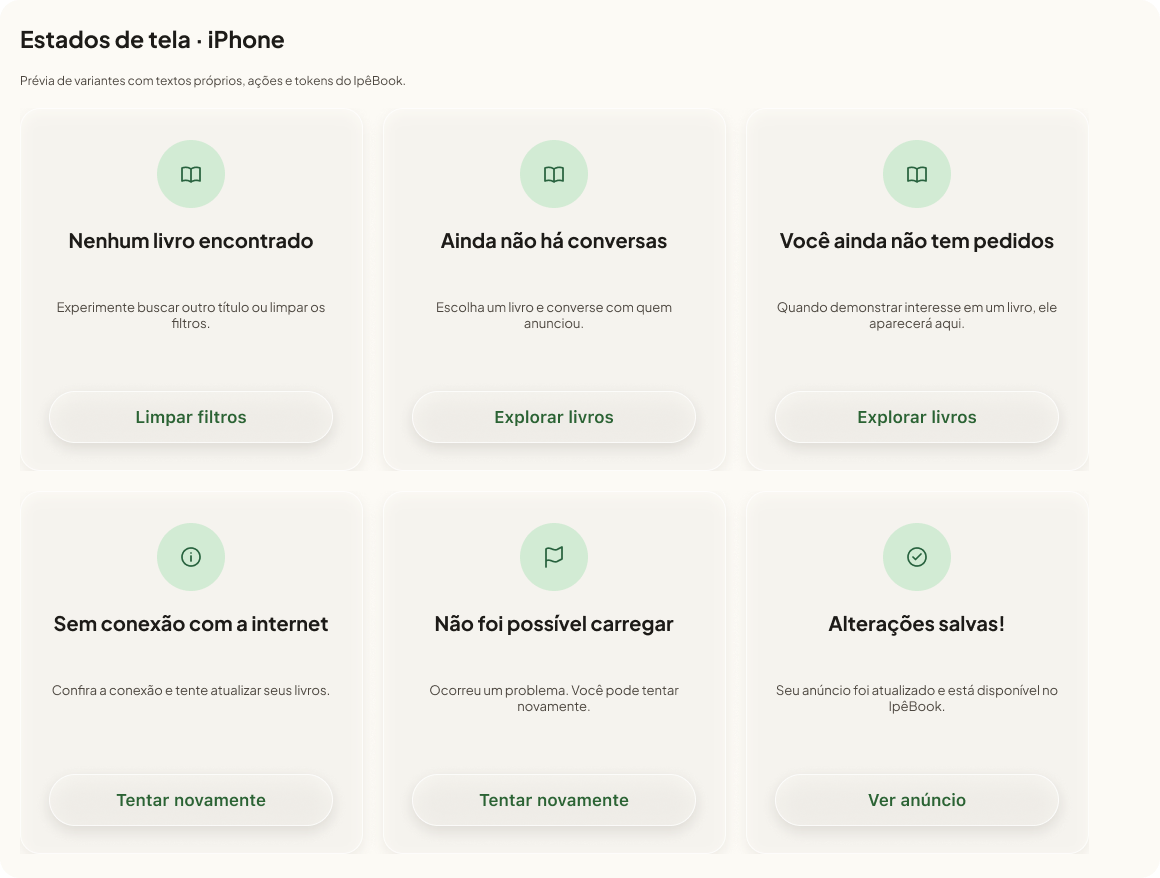 Estados de tela · iPhone
Prévia de variantes com textos próprios, ações e tokens do IpêBook.
Nenhum livro encontrado
Experimente buscar outro título ou limpar os
filtros.
Limpar filtros
Ainda não há conversas
Escolha um livro e converse com quem
anunciou.
Explorar livros
Você ainda não tem pedidos
Quando demonstrar interesse em um livro, ele
aparecerá aqui.
Explorar livros
Sem conexão com a internet
Confira a conexão e tente atualizar seus livros.
Tentar novamente
Não foi possível carregar
Ocorreu um problema. Você pode tentar
novamente.
Tentar novamente
Alterações salvas!
Seu anúncio foi atualizado e está disponível no
IpêBook.
Ver anúncio